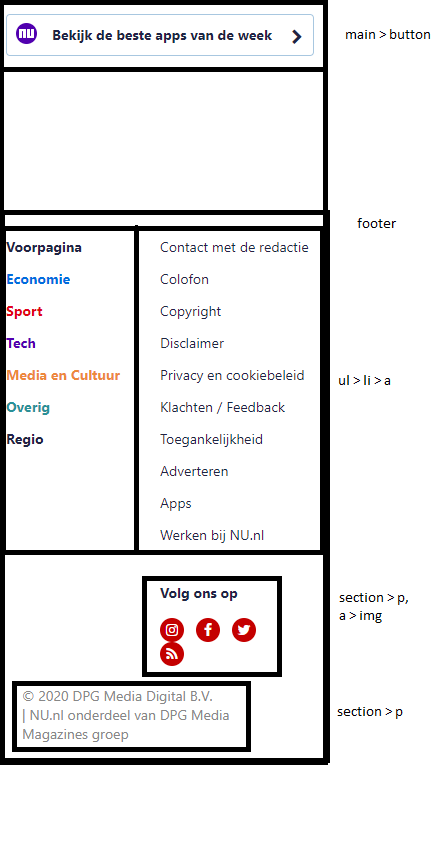 NU Bekijk de beste apps van de week
main > button
footer
Voorpagina
Economie
Sport
Tech
Media en Cultuur
Overig
Regio
Contact met de redactie
Colofon
Copyright
Disclaimer
Privacy en cookiebeleid
Klachten / Feedback
Toegankelijkheid
Adverteren
Apps
Werken bij NU.nl
ul > li > a
Volg ons op
section > p,
a > img
© 2020 DPG Media Digital B.V.
| NU.nl onderdeel van DPG Media
Magazines groep
section > p